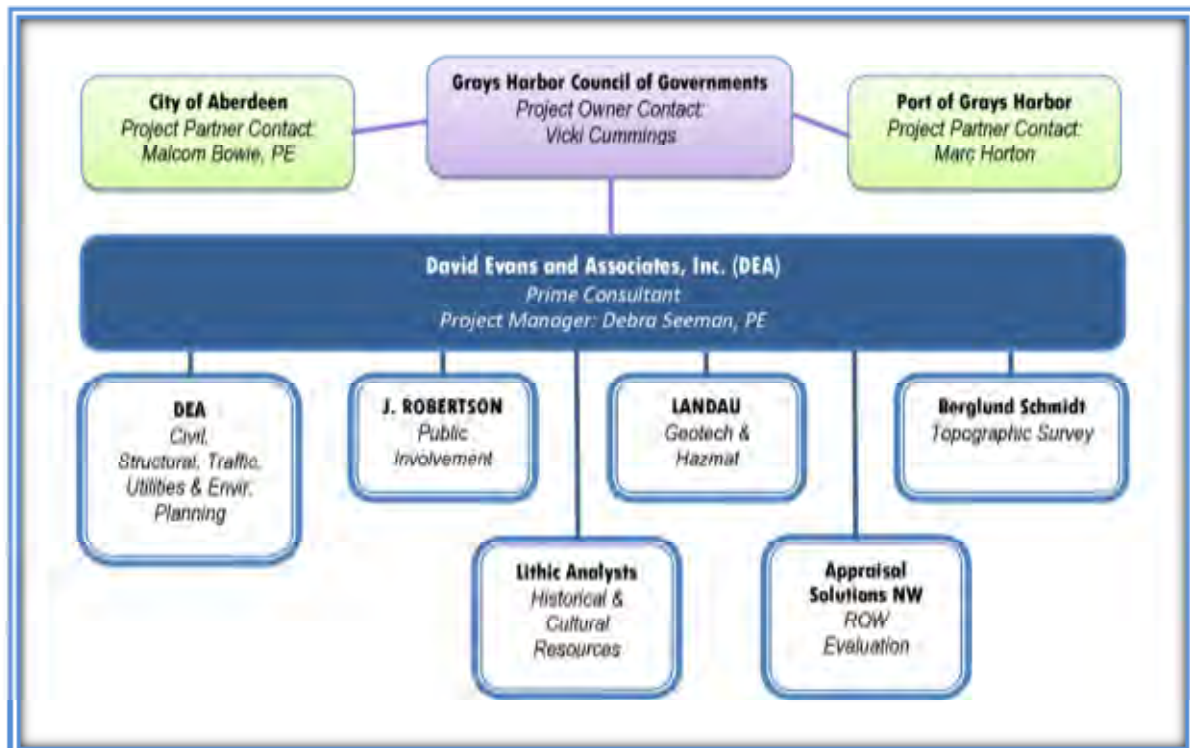 City of Aberdeen
Project Partner Contact:
Malcom Bowie, PE
Grays Harbor Council of Governments
Project Owner Contact:
Vicki Cummings
Port of Grays Harbor
Project Partner Contact:
Marc Horton
David Evans and Associates, Inc. (DEA)
Prime Consultant
Project Manager: Debra Seeman, PE
DEA
Civil,
Structural, Traffic,
Utilities & Envir.
Planning
J. ROBERTSON
Public
Involvement
LANDAU
Geotech &
Hazmat
Berglund Schmidt
Topographic Survey
Lithic Analysts
Historical &
Cultural
Resources
Appraisal
Solutions NW
ROW
Evaluation